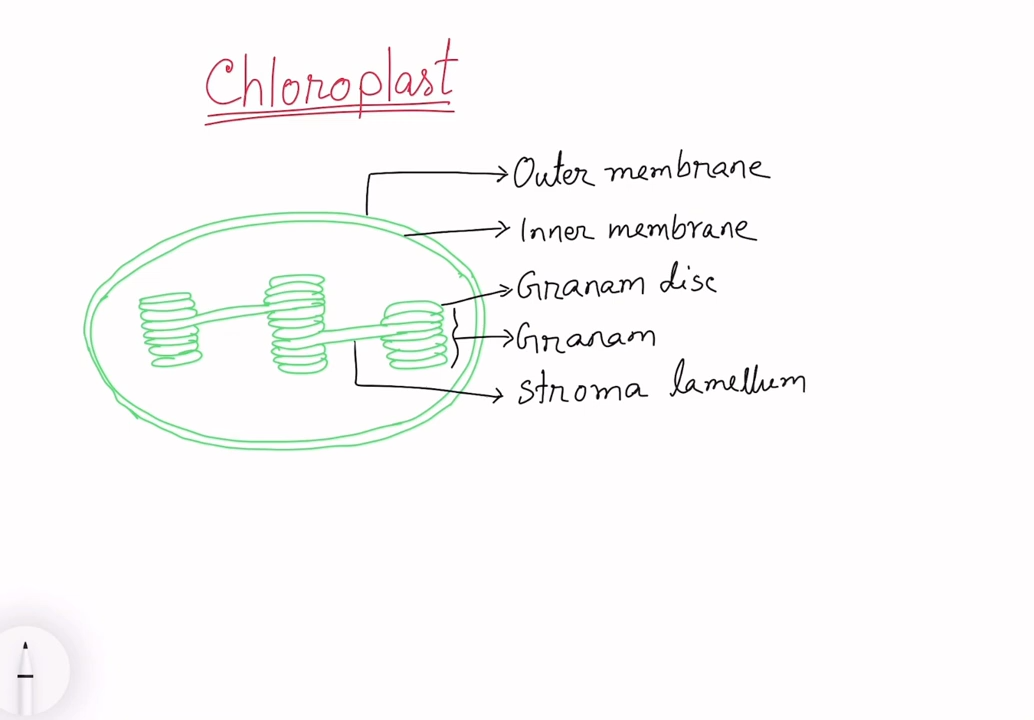 Chloroplast
Outer membrane
Inner membrane
Granam disc
Granam
Stroma lamellum